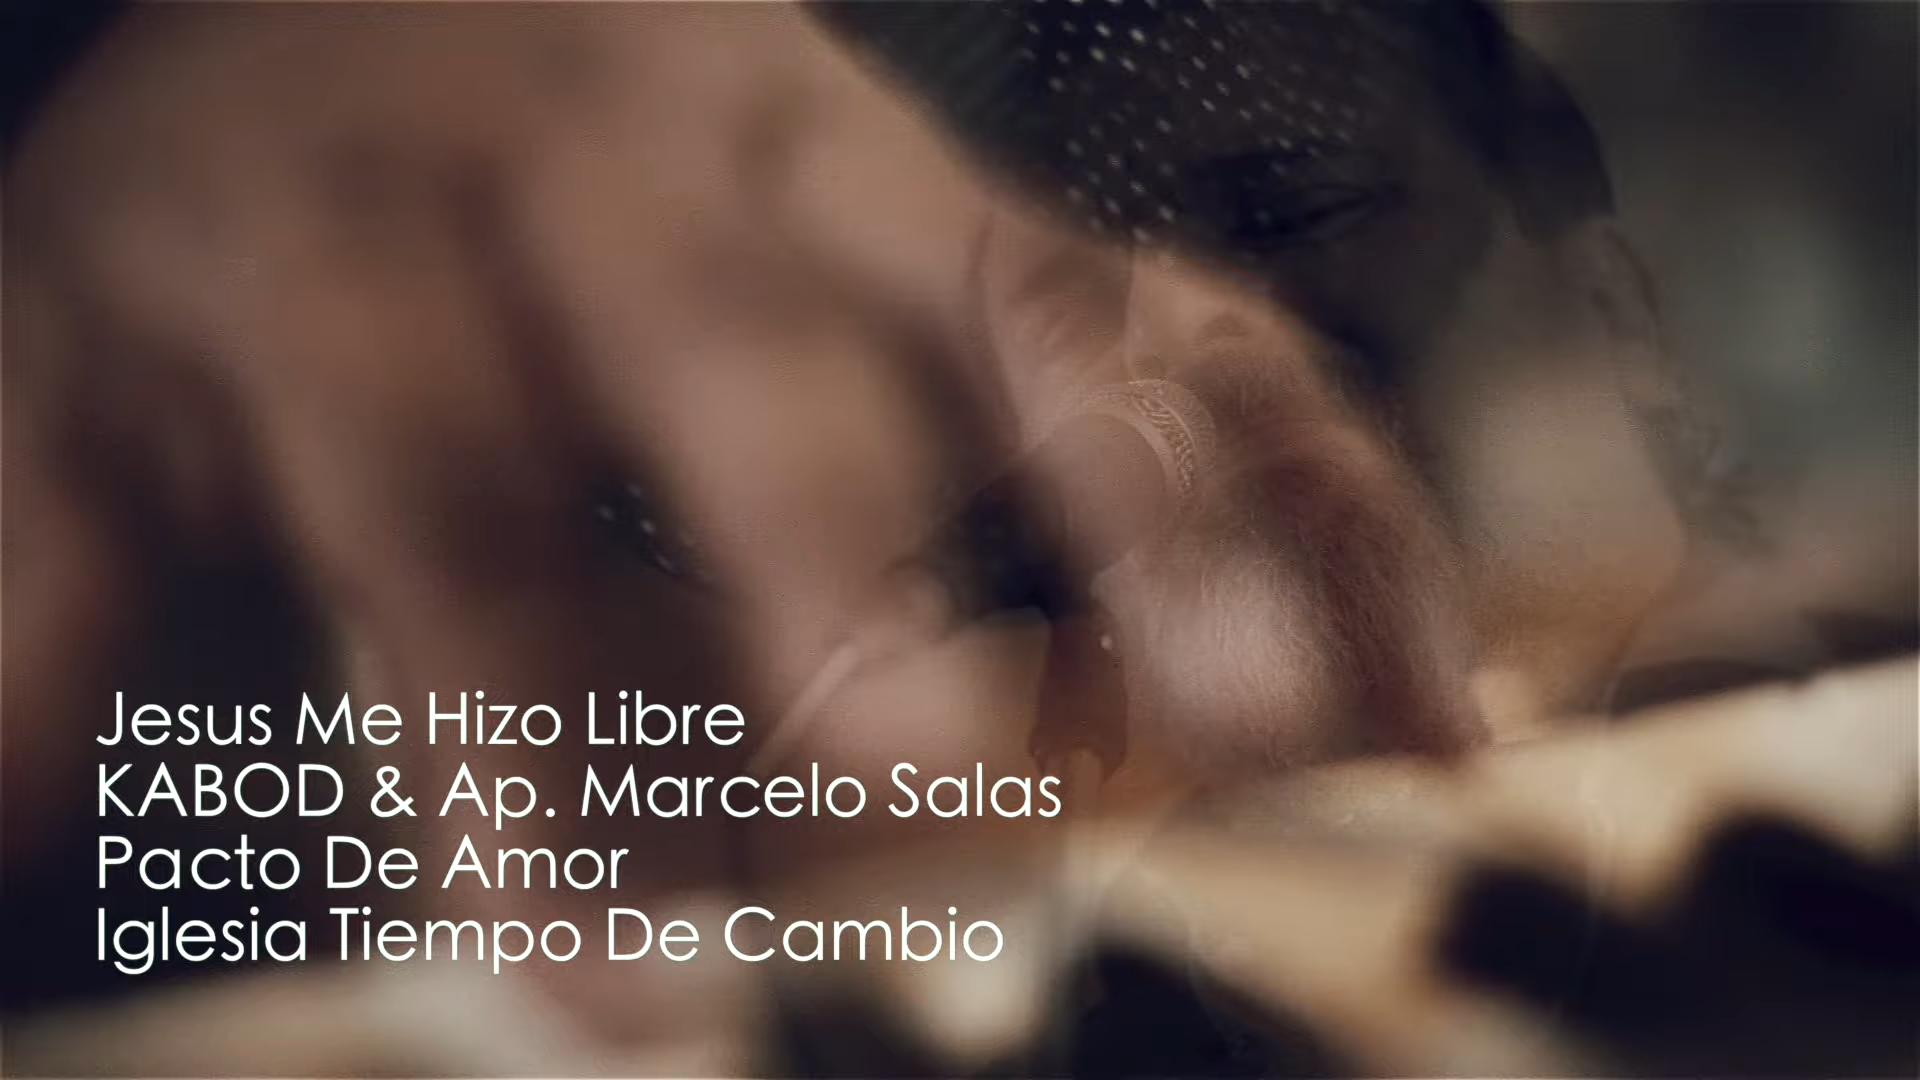 Jesus Me Hizo Libre
KABOD & Ap. Marcelo Salas
Pacto De Amor
Iglesia Tiempo De Cambio